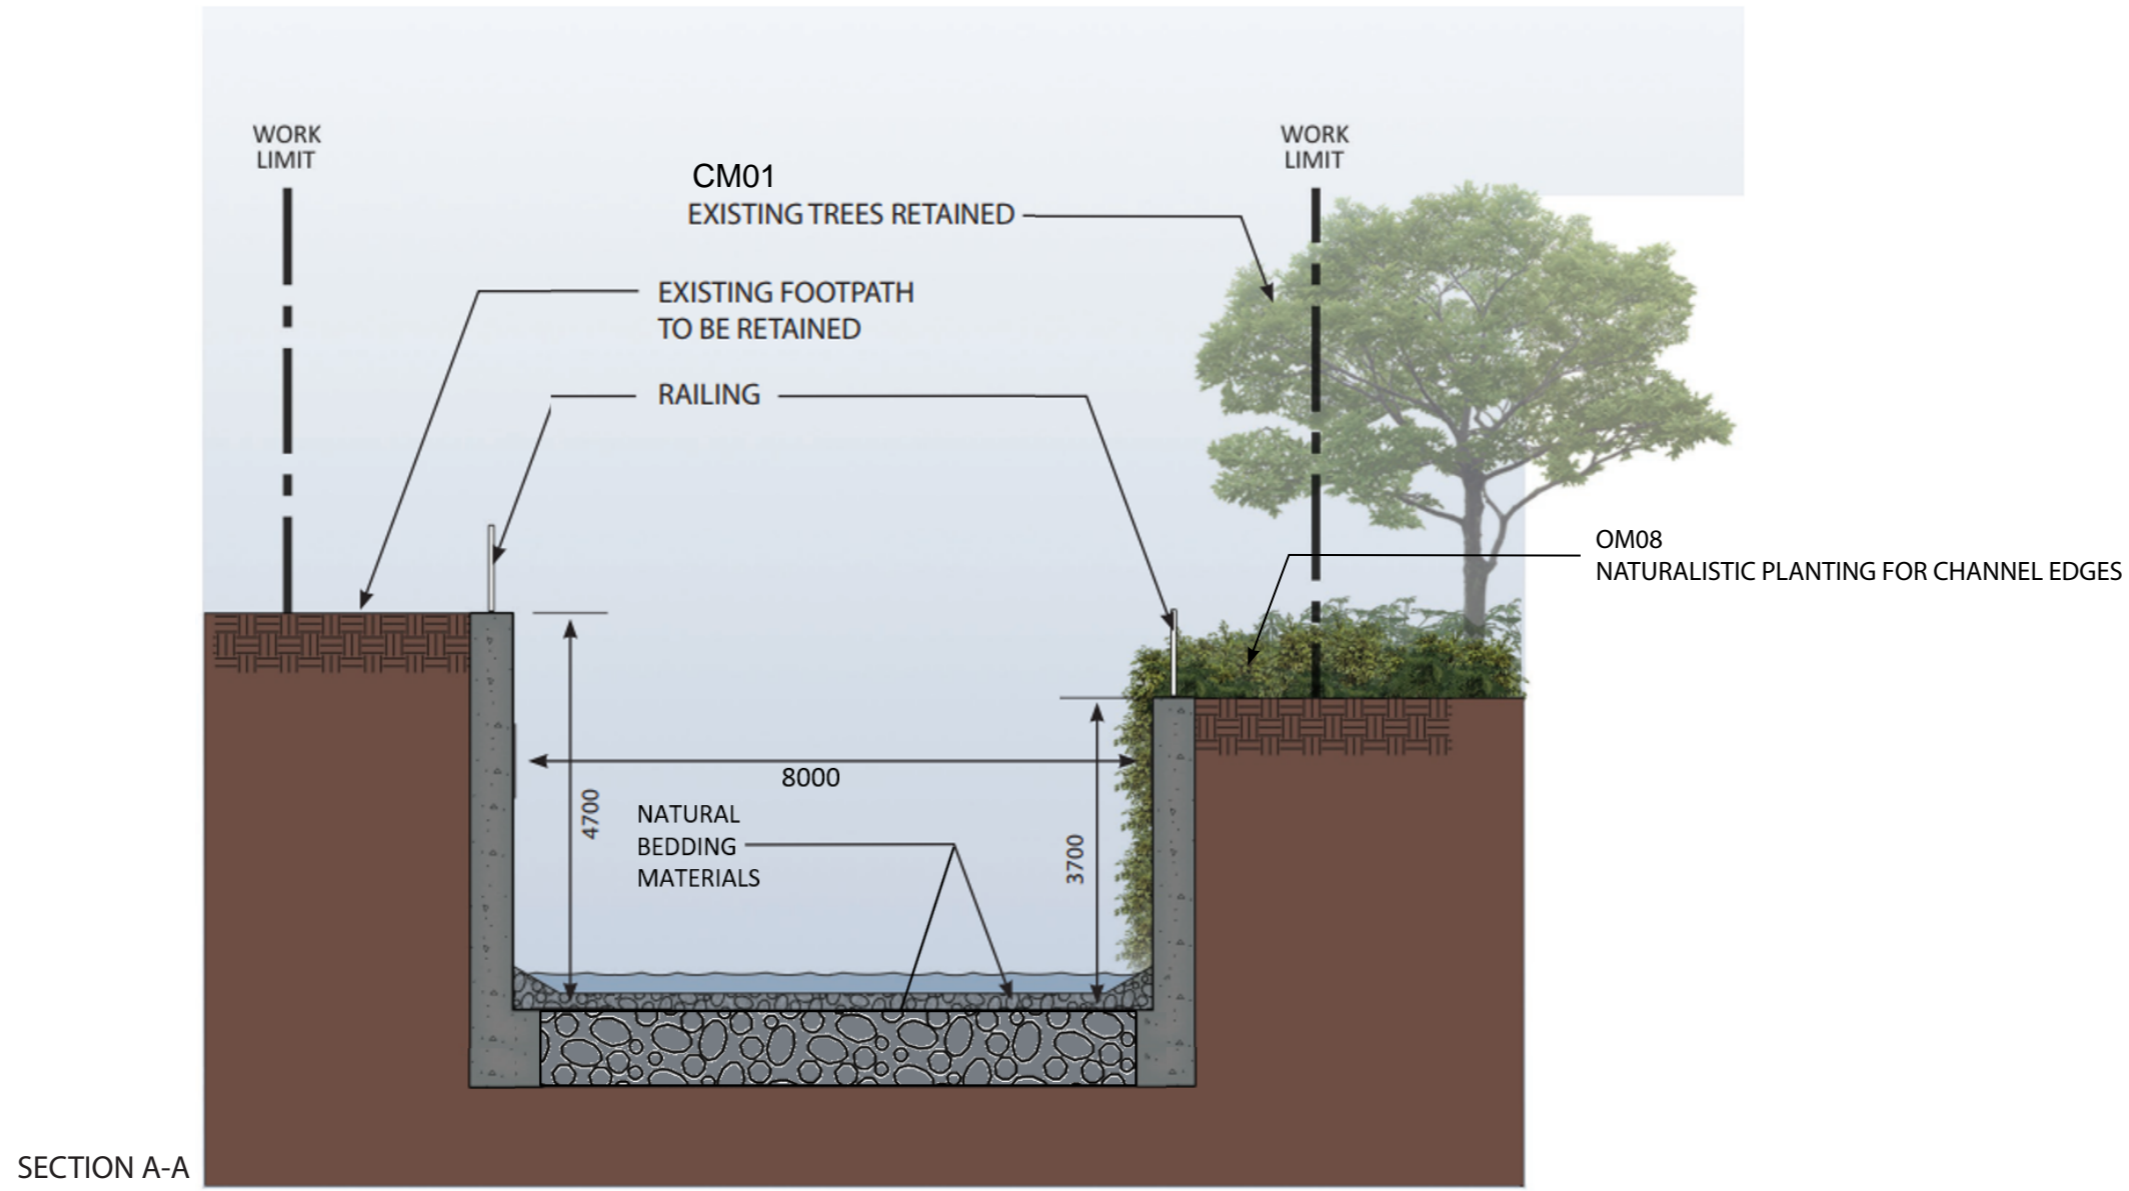 WORK
LIMIT
WORK
LIMIT
CM01
EXISTING TREES RETAINED
EXISTING FOOTPATH
TO BE RETAINED
RAILING
OM08
NATURALISTIC PLANTING FOR CHANNEL EDGES
8000
4700
NATURAL
BEDDING
MATERIALS
3700
SECTION A-A